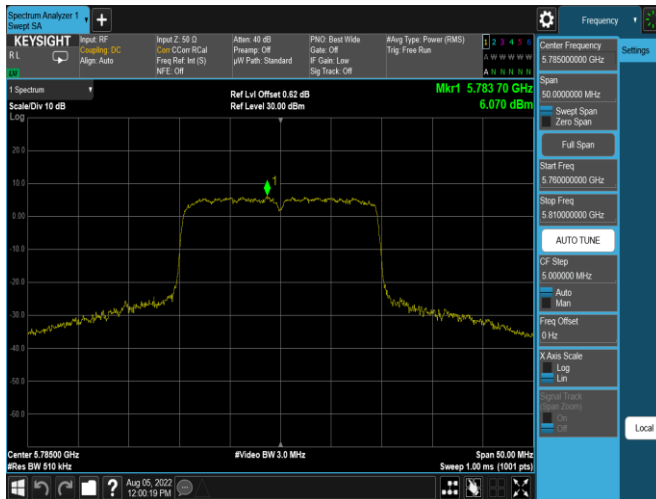 Spectrum Analyzer 1
Swept SA
Frequency
KEYSIGHT
R L
Input: RF
Coupling: DC
Align: Auto
Input Z: 50 Ω
Corr CCorr RCal
Freq Ref: Int (S)
NFE: Off
Atten: 40 dB
Preamp: Off
µW Path: Standard
PNO: Best Wide
Gate: Off
IF Gain: Low
Sig Track: Off
#Avg Type: Power (RMS)
Trig: Free Run
1 2 3 4 5 6
A W W W W W
A N N N N N
1 Spectrum
Scale/Div 10 dB
Log
Ref Lvl Offset 0.62 dB
Ref Level 30.00 dBm
Mkr1 5.783 70 GHz
6.070 dBm
20.0
10.0
0.00
-10.0
-20.0
-30.0
-40.0
-50.0
-60.0
1
Center 5.78500 GHz
#Res BW 510 kHz
#Video BW 3.0 MHz
Span 50.00 MHz
Sweep 1.00 ms (1001 pts)
Center Frequency
5.785000000 GHz
Span
50.0000000 MHz
Swept Span
Zero Span
Full Span
Start Freq
5.760000000 GHz
Stop Freq
5.810000000 GHz
AUTO TUNE
CF Step
5.000000 MHz
Auto
Man
Freq Offset
0 Hz
X Axis Scale
Log
Lin
Signal Track
(Span Zoom)
On
Off
Settings
Local
Aug 05, 2022
12:00:19 PM